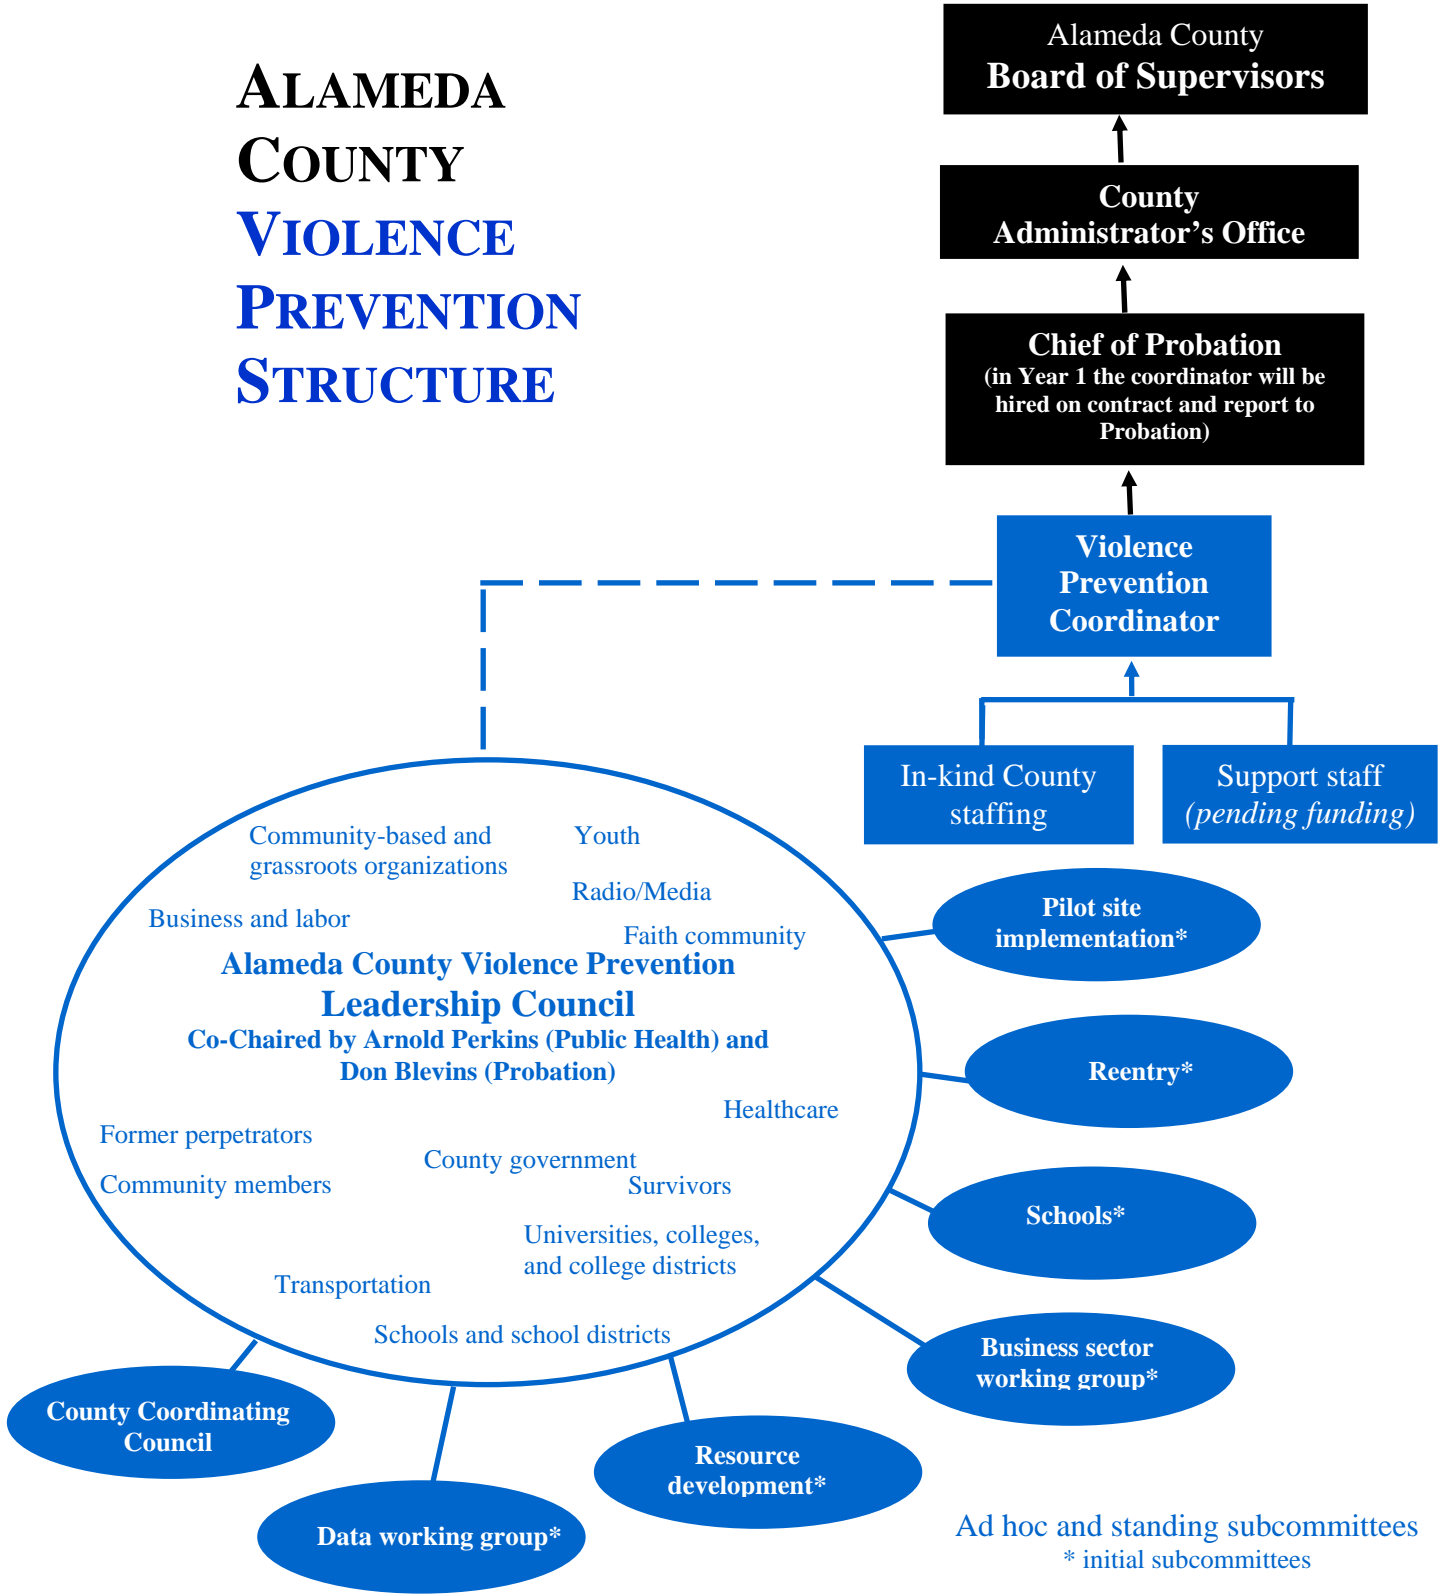 ALAMEDA
COUNTY
VIOLENCE
PREVENTION
STRUCTURE
Alameda County
Board of Supervisors
County
Administrator’s Office
Chief of Probation
(in Year 1 the coordinator will be
hired on contract and report to
Probation)
Violence
Prevention
Coordinator
In-kind County
staffing
Support staff
(pending funding)
Community-based and
grassroots organizations
Youth
Radio/Media
Business and labor
Faith community
Alameda County Violence Prevention
Leadership Council
Co-Chaired by Arnold Perkins (Public Health) and
Don Blevins (Probation)
Healthcare
Former perpetrators
County government
Community members
Survivors
Universities, colleges,
and college districts
Transportation
Schools and school districts
Pilot site
implementation*
Reentry*
Schools*
Business sector
working group*
Resource
development*
Data working group*
County Coordinating
Council
Ad hoc and standing subcommittees
* initial subcommittees